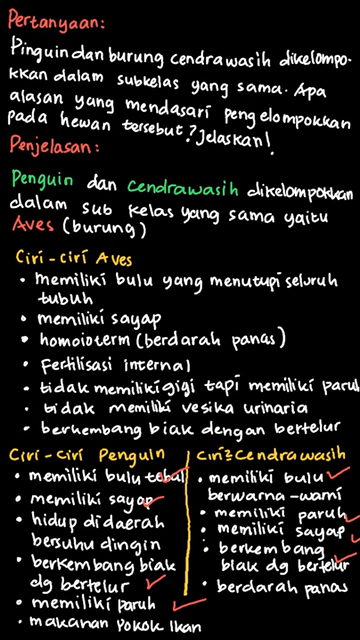 Pertanyaan:
Pinguin dan burung cendrawasih dikelompo-
kkan dalam subkelas yang sama. Apa
alasan yang mendasari pengelompokkan
pada hewan tersebut? Jelaskan!
Penjelasan:
Penguin dan cendrawasih dikelompokkan
dalam sub kelas yang sama yaitu
Aves (burung)
Ciri-ciri Aves
• memiliki bulu yang menutupi seluruh
tubuh
• memiliki sayap
• homoioterm (berdarah panas)
• Fertilisasi internal
• tidak memiliki gigi tapi memiliki paruh
• tidak memiliki vesika urinaria
• berkembang biak dengan bertelur
Ciri-ciri Penguin
• memiliki bulu tebal
• memiliki sayap
• hidup didaerah
bersuhu dingin
• berkembang biak
dg bertelur
• memiliki paruh
• makanan pokok Ikan
Ciri² Cendrawasih
• memiliki bulu
berwarna-warni
• memiliki paruh
• memiliki sayap
• berkembang
biak dg bertelur
• berdarah panas